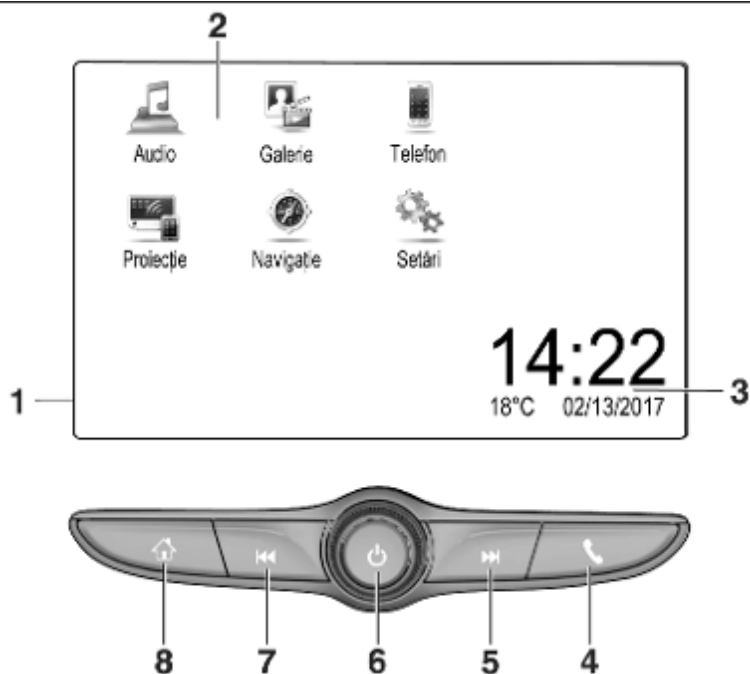 2
Audio Galerie Telefon
Proiecție Navigație Setări
14:22
1
18°C 02/13/2017
3
8 7 6 5 4